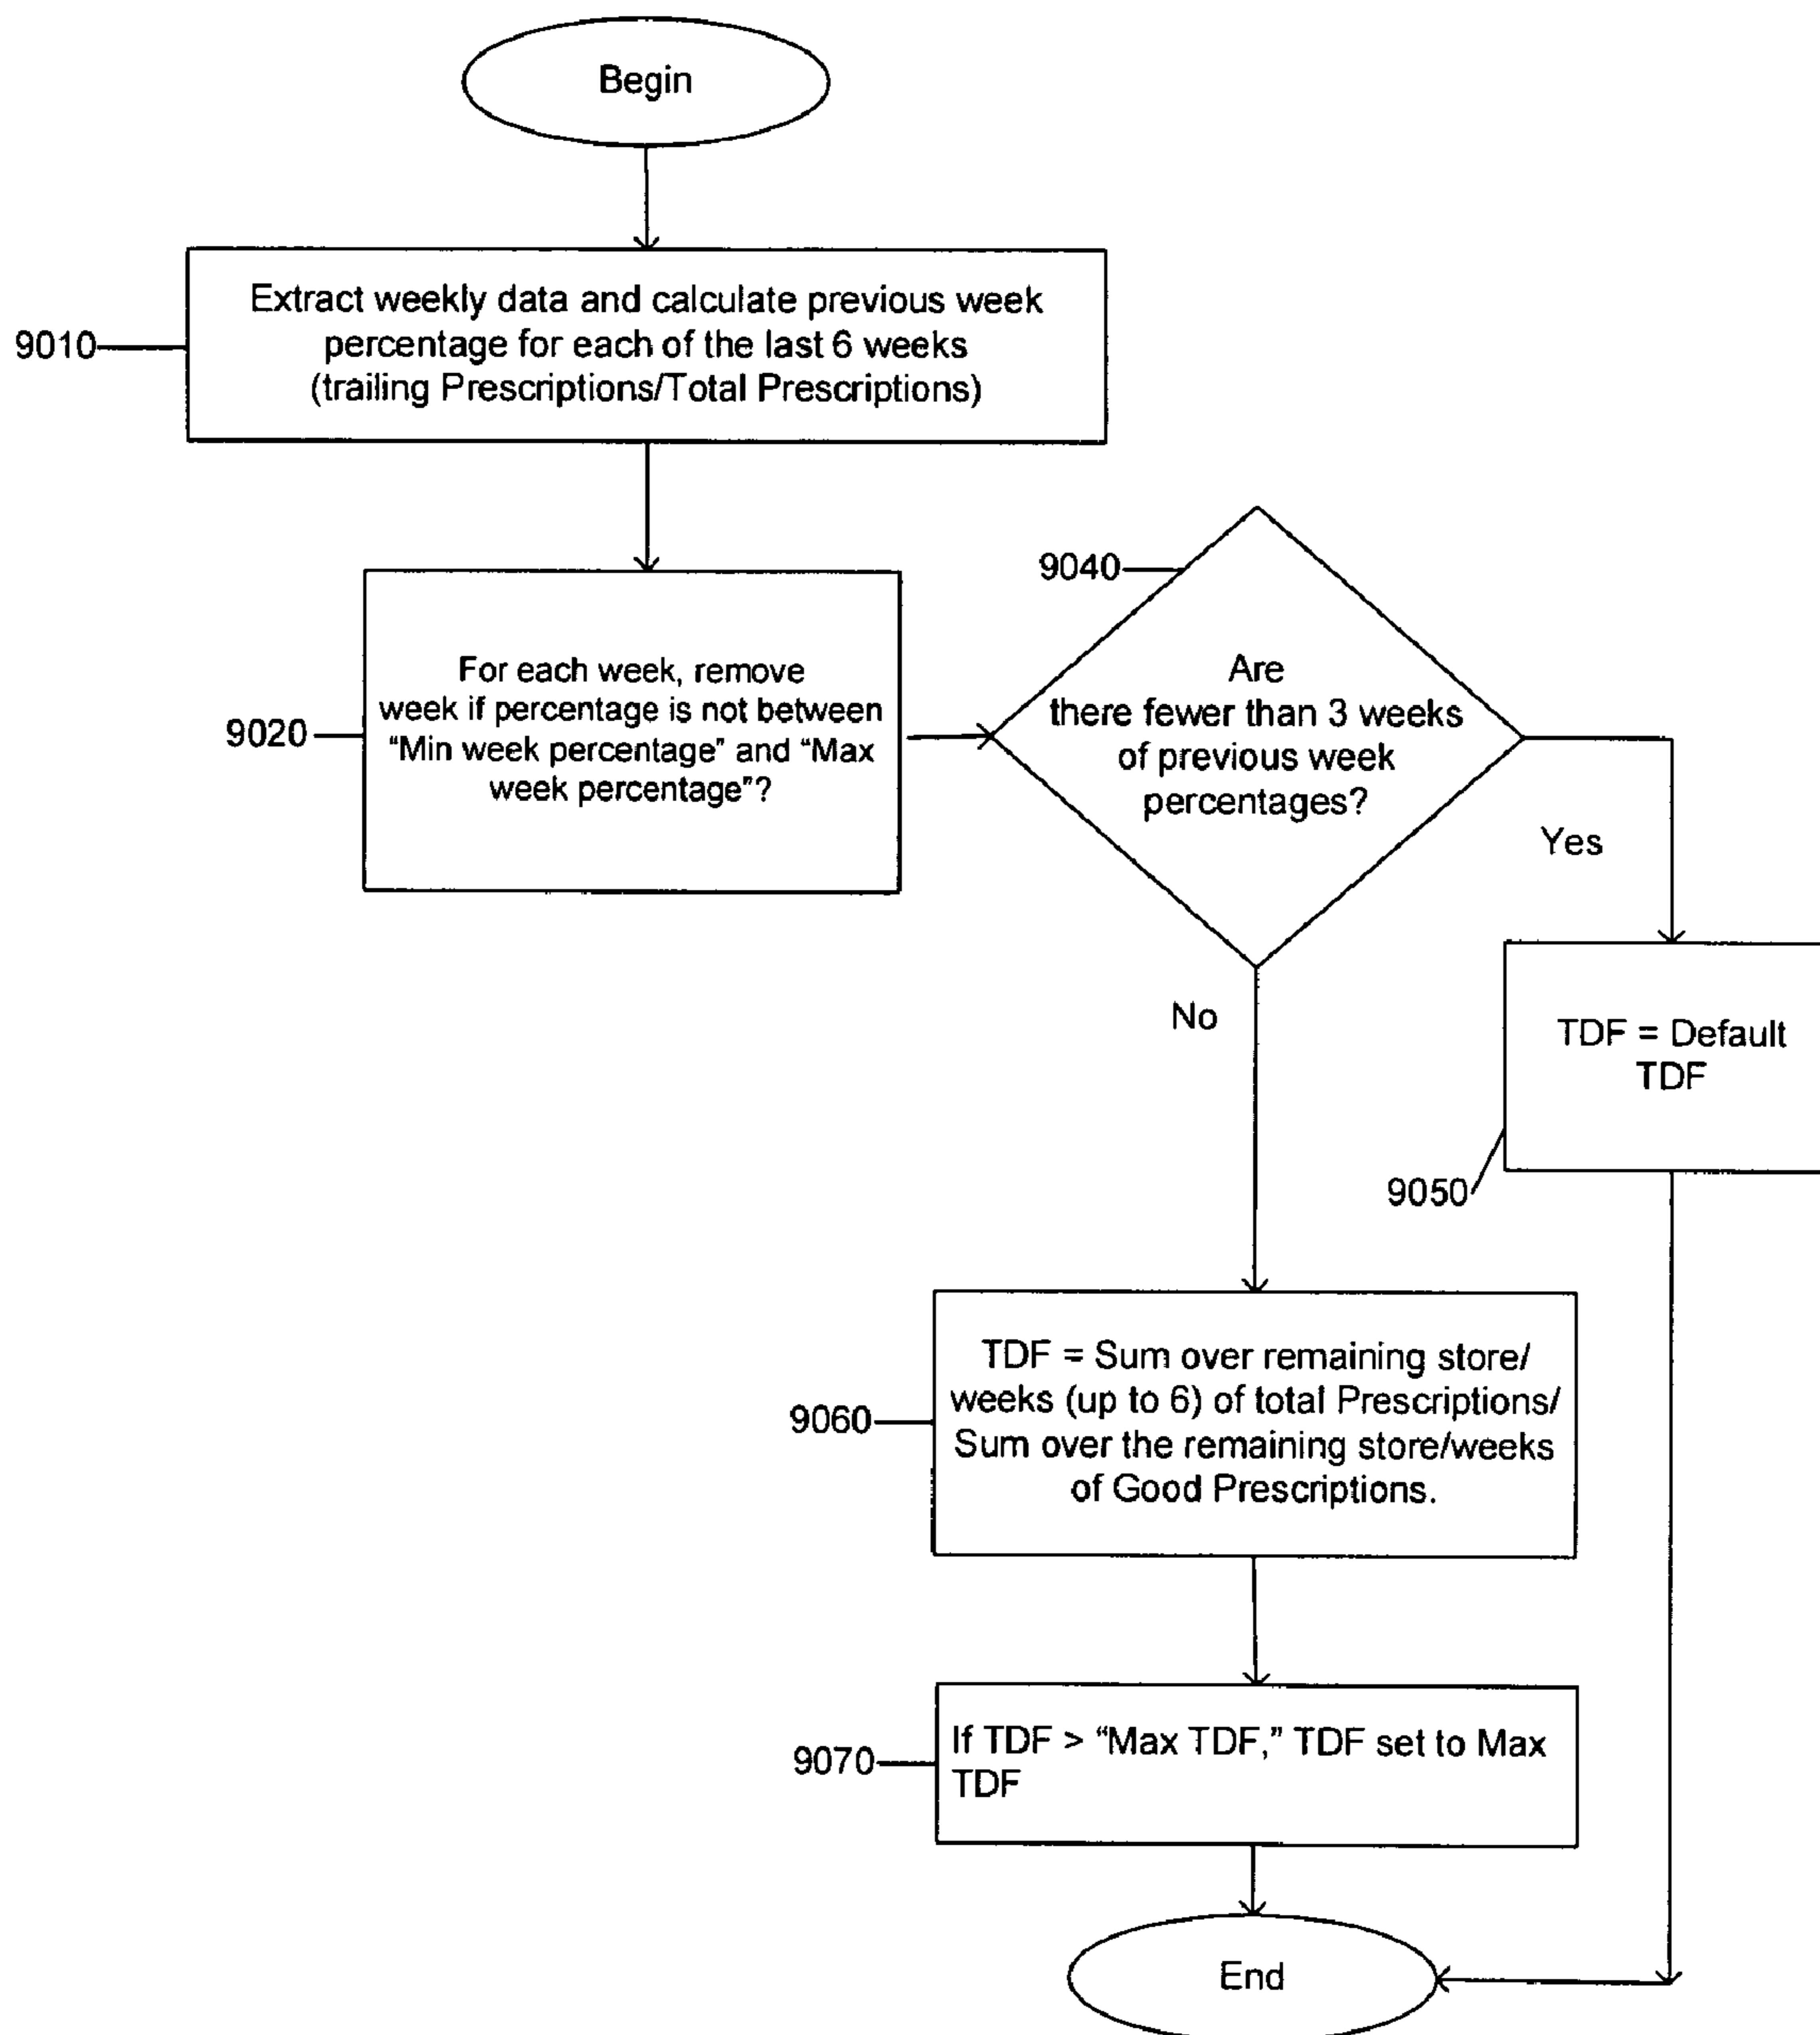 Begin
9010
Extract weekly data and calculate previous week
percentage for each of the last 6 weeks
(trailing Prescriptions/Total Prescriptions)
9020
For each week, remove
week if percentage is not between
“Min week percentage” and “Max
week percentage”?
9040
Are
there fewer than 3 weeks
of previous week
percentages?
Yes
No
TDF = Default
TDF
9050
9060
TDF = Sum over remaining store/
weeks (up to 6) of total Prescriptions/
Sum over the remaining store/weeks
of Good Prescriptions.
9070
If TDF > “Max TDF,” TDF set to Max
TDF
End